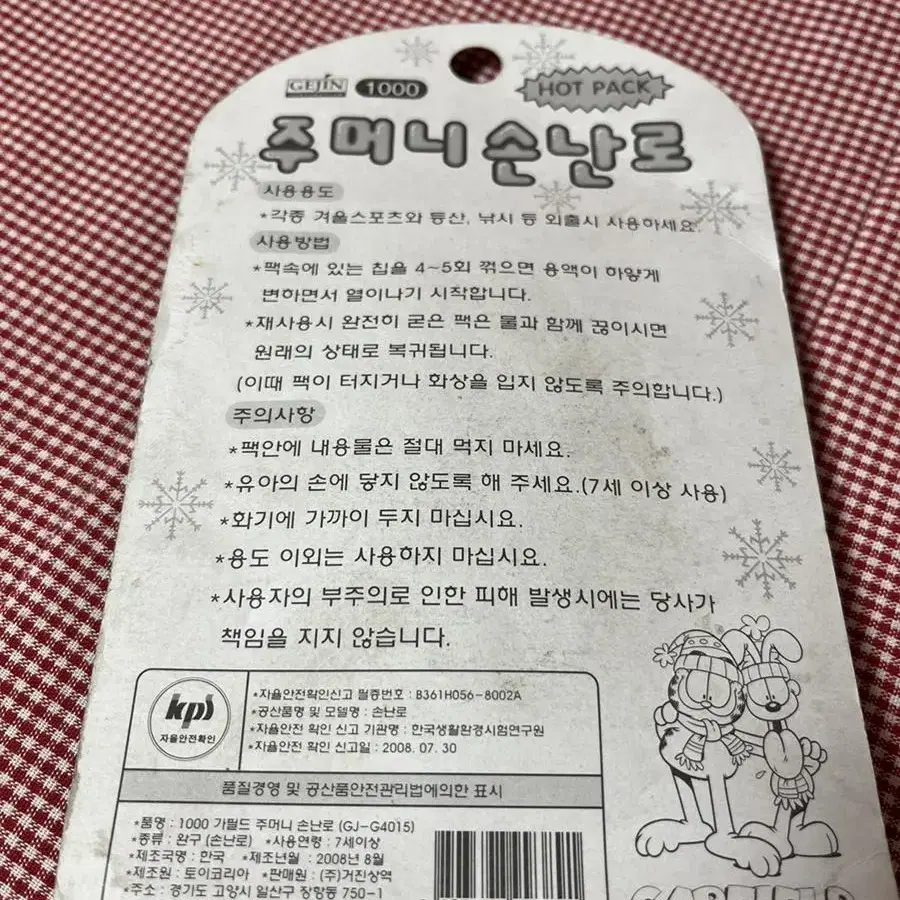 GEJIN 1000 HOT PACK
주머니 손난로
사용용도
*각종 겨울스포츠와 등산, 낚시 등 외출시 사용하세요.
사용방법
*팩속에 있는 칩을 4~5회 꺾으면 용액이 하얗게
변하면서 열이나기 시작합니다.
*재사용시 완전히 굳은 팩은 물과 함께 끊이시면
원래의 상태로 복귀됩니다.
(이때 팩이 터지거나 화상을 입지 않도록 주의합니다.)
주의사항
*팩안에 내용물은 절대 먹지 마세요.
*유아의 손에 닿지 않도록 해 주세요.(7세 이상 사용)
*화기에 가까이 두지 마십시요.
*용도 이외는 사용하지 마십시요.
*사용자의 부주의로 인한 피해 발생시에는 당사가
책임을 지지 않습니다.
kps
자율안전확인
*자율안전확인신고 필증번호 : B361H056-8002A
*공산품명 및 모델명 : 손난로
*자율안전 확인 신고 기관명 : 한국생활환경시험연구원
*자율안전 확인 신고일 : 2008. 07. 30
품질경영 및 공산품안전관리법에의한 표시
*품명 : 1000 가필드 주머니 손난로 (GJ-G4015)
*종류 : 완구 (손난로) *사용연령 : 7세이상
*제조국명 : 한국 *제조년월 : 2008년 8월
*제조원 : 토이코리아 *판매원 : (주)거진상역
*주소 : 경기도 고양시 일산구 장항동 750-1
GARFIELD